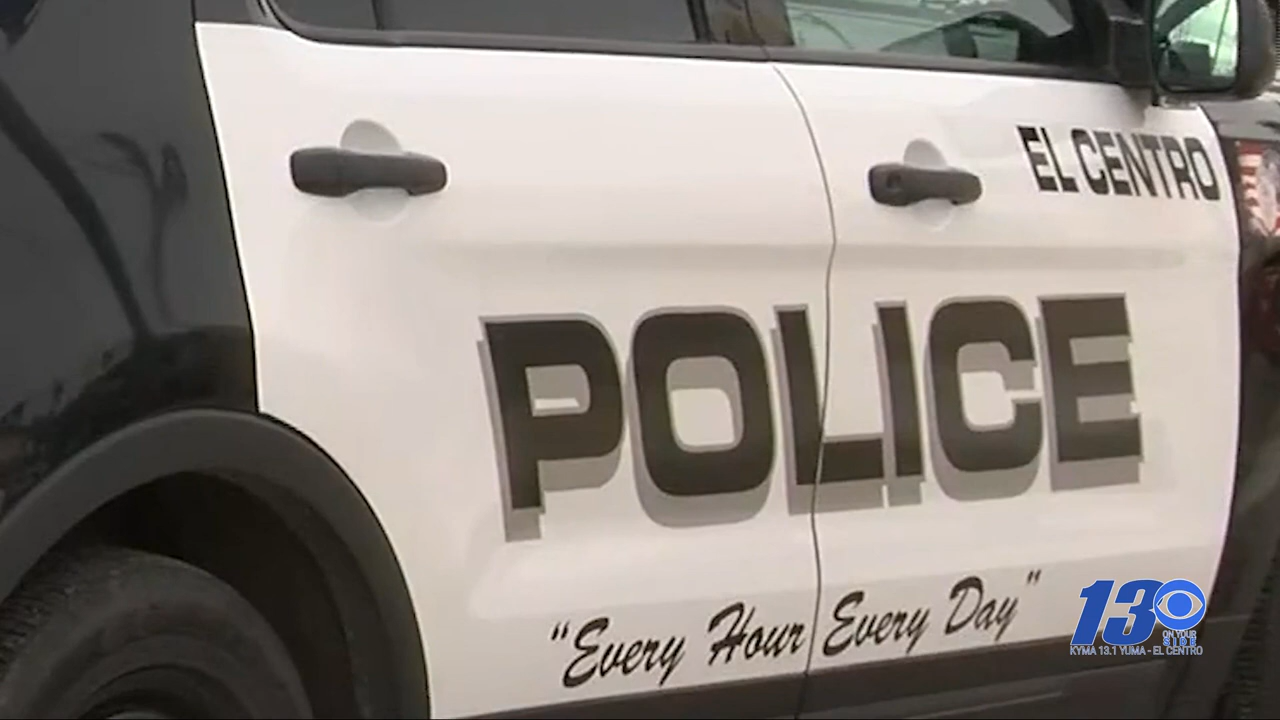 EL CENTRO
POLICE
"Every Hour Every Day"
13
ON YOUR
SIDE
KYMA 13.1 YUMA - EL CENTRO